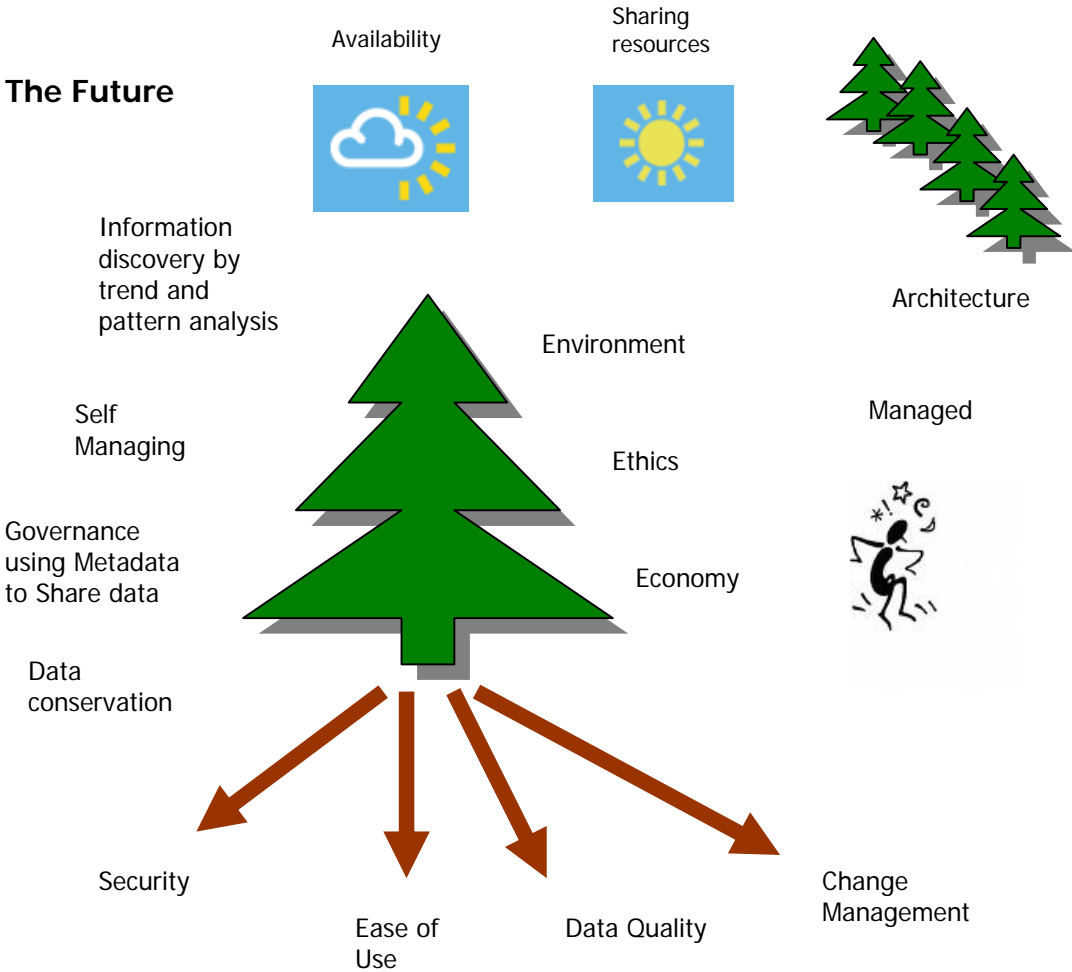 Availability
Sharing
resources
The Future
Information
discovery by
trend and
pattern analysis
Architecture
Environment
Self
Managing
Managed
Ethics
Governance
using Metadata
to Share data
Economy
Data
conservation
Security
Change
Management
Ease of
Use
Data Quality